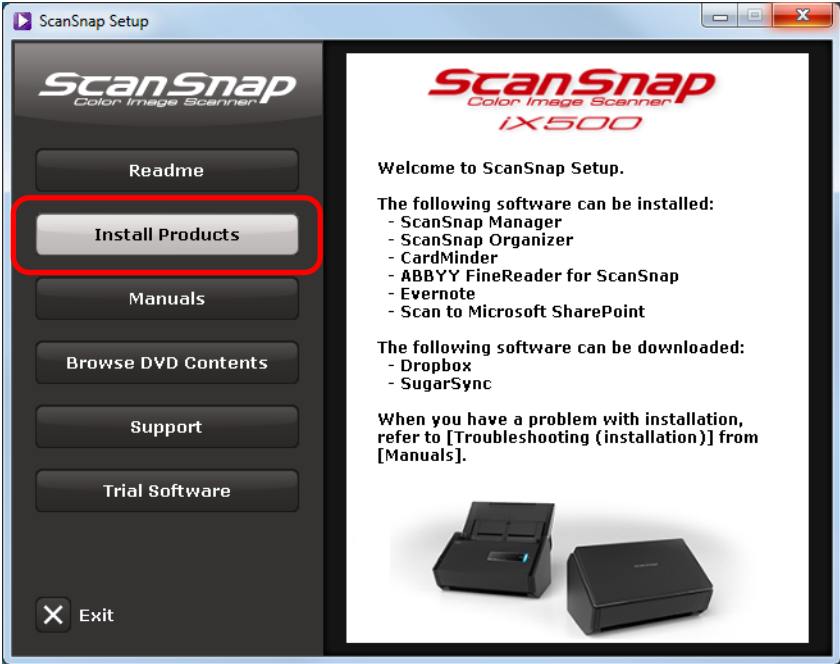 ScanSnap Setup
ScanSnap
Color Image Scanner
Readme
Install Products
Manuals
Browse DVD Contents
Support
Trial Software
Exit
ScanSnap
Color Image Scanner
iX500
Welcome to ScanSnap Setup.
The following software can be installed:
- ScanSnap Manager
- ScanSnap Organizer
- CardMinder
- ABBYY FineReader for ScanSnap
- Evernote
- Scan to Microsoft SharePoint
The following software can be downloaded:
- Dropbox
- SugarSync
When you have a problem with installation,
refer to [Troubleshooting (installation)] from
[Manuals].